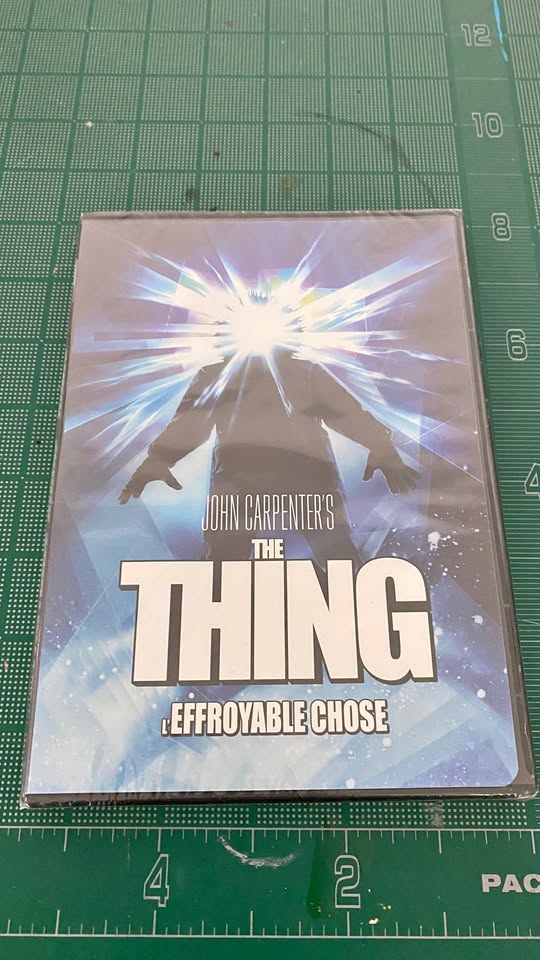 12
10
8
6
4
JOHN CARPENTER'S
THE
THING
L'EFFROYABLE CHOSE
4
2
PAC